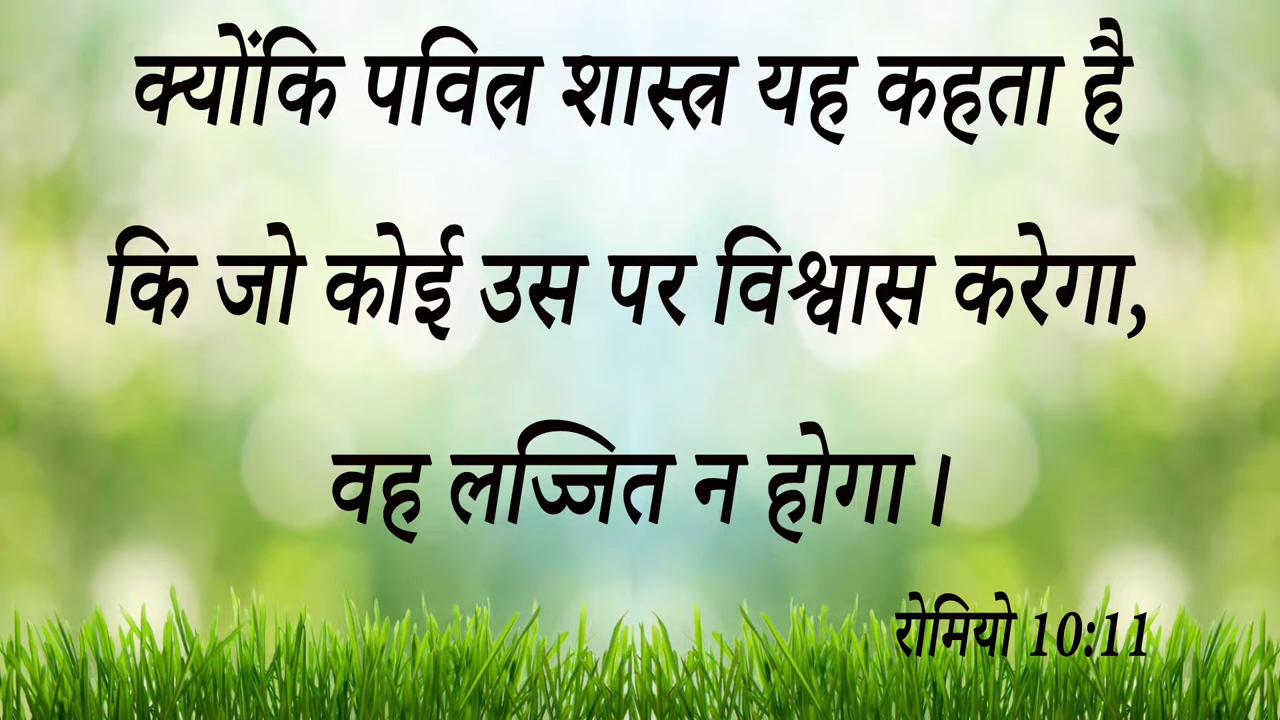 क्योंकि पवित्र शास्त्र यह कहता है
कि जो कोई उस पर विश्वास करेगा,
वह लज्जित न होगा।
रोमियो 10:11